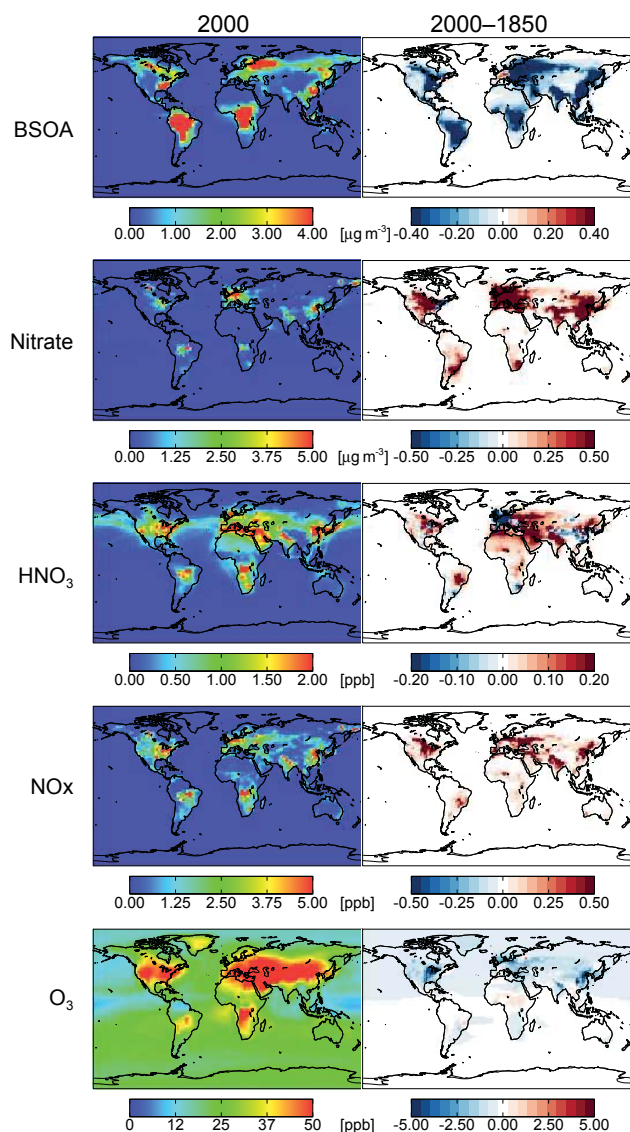 2000 2000–1850
BSOA
0.00 1.00 2.00 3.00 4.00 [μg m-3] -0.40 -0.20 0.00 0.20 0.40
Nitrate
0.00 1.25 2.50 3.75 5.00 [μg m-3] -0.50 -0.25 0.00 0.25 0.50
HNO3
0.00 0.50 1.00 1.50 2.00 [ppb] -0.20 -0.10 0.00 0.10 0.20
NOx
0.00 1.25 2.50 3.75 5.00 [ppb] -0.50 -0.25 0.00 0.25 0.50
O3
0 12 25 37 50 [ppb] -5.00 -2.50 0.00 2.50 5.00